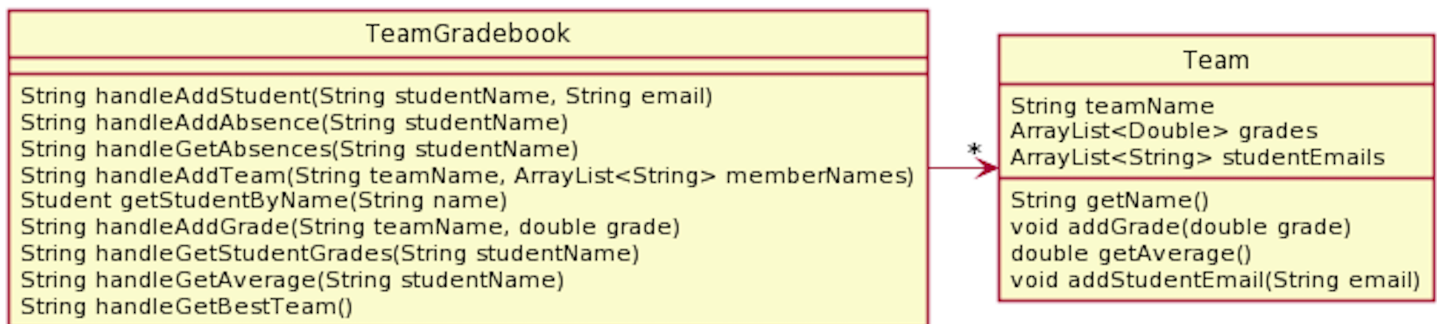 TeamGradebook
String handleAddStudent(String studentName, String email)
String handleAddAbsence(String studentName)
String handleGetAbsences(String studentName)
String handleAddTeam(String teamName, ArrayList<String> memberNames)
Student getStudentByName(String name)
String handleAddGrade(String teamName, double grade)
String handleGetStudentGrades(String studentName)
String handleGetAverage(String studentName)
String handleGetBestTeam()
*
Team
String teamName
ArrayList<Double> grades
ArrayList<String> studentEmails
String getName()
void addGrade(double grade)
double getAverage()
void addStudentEmail(String email)